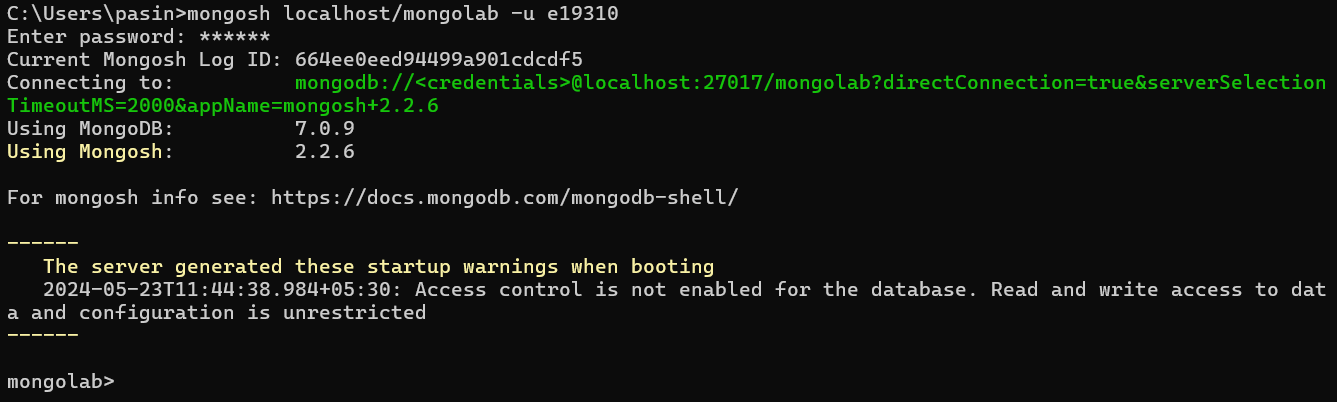 C:\Users\pasin>mongosh localhost/mongolab -u e19310
Enter password: ******
Current Mongosh Log ID: 664ee0eed94499a901cdcdf5
Connecting to:          mongodb://<credentials>@localhost:27017/mongolab?directConnection=true&serverSelection
TimeoutMS=2000&appName=mongosh+2.2.6
Using MongoDB:          7.0.9
Using Mongosh:          2.2.6
For mongosh info see: https://docs.mongodb.com/mongodb-shell/
------
   The server generated these startup warnings when booting
   2024-05-23T11:44:38.984+05:30: Access control is not enabled for the database. Read and write access to dat
a and configuration is unrestricted
------
mongolab>